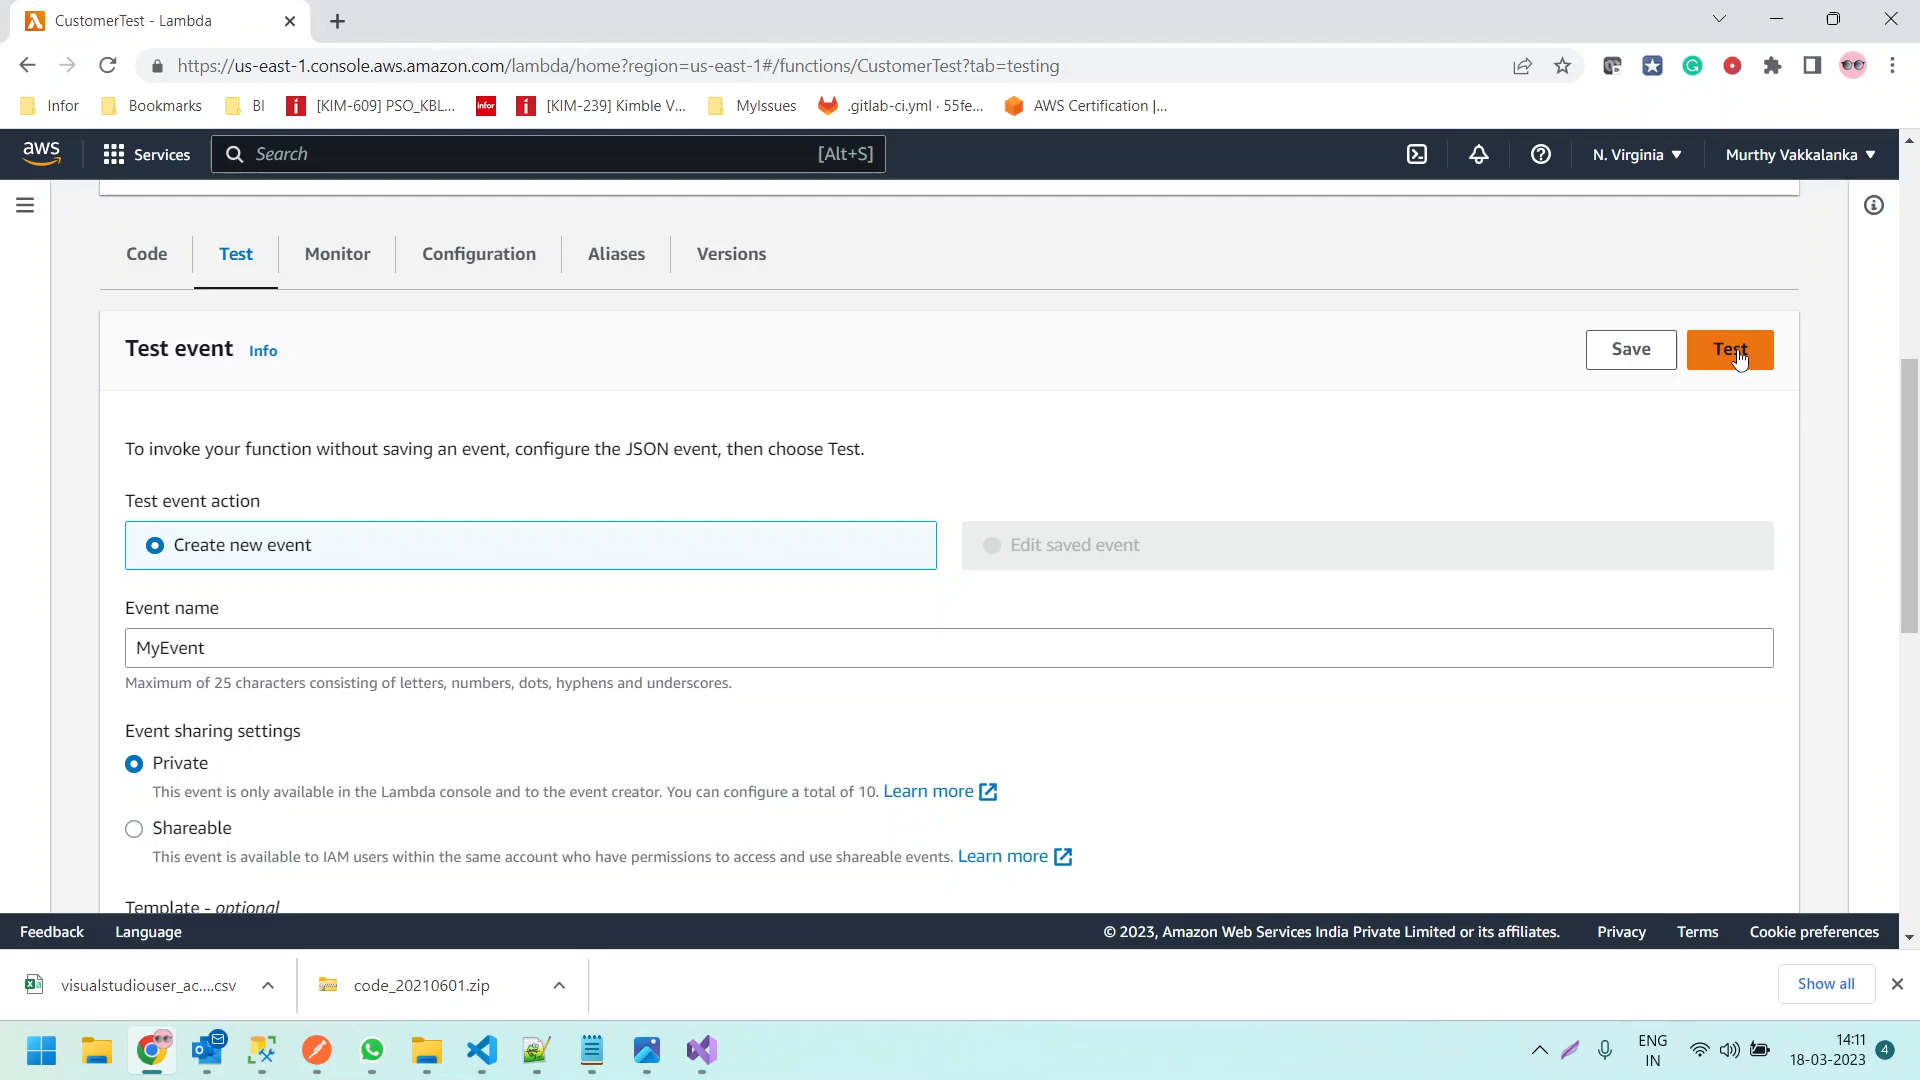 CustomerTest - Lambda
https://us-east-1.console.aws.amazon.com/lambda/home?region=us-east-1#/functions/CustomerTest?tab=testing
Infor Bookmarks BI [KIM-609] PSO_KBL... infor [KIM-239] Kimble V... MyIssues .gitlab-ci.yml · 55fe... AWS Certification |...
aws Services Search [Alt+S] N. Virginia Murthy Vakkalanka
Code Test Monitor Configuration Aliases Versions
Test event Info Save Test
To invoke your function without saving an event, configure the JSON event, then choose Test.
Test event action
Create new event Edit saved event
Event name
MyEvent
Maximum of 25 characters consisting of letters, numbers, dots, hyphens and underscores.
Event sharing settings
Private
This event is only available in the Lambda console and to the event creator. You can configure a total of 10. Learn more
Shareable
This event is available to IAM users within the same account who have permissions to access and use shareable events. Learn more
Template - optional
Feedback Language © 2023, Amazon Web Services India Private Limited or its affiliates. Privacy Terms Cookie preferences
visualstudiouser_ac....csv code_20210601.zip Show all
ENG 14:11
IN 18-03-2023 4